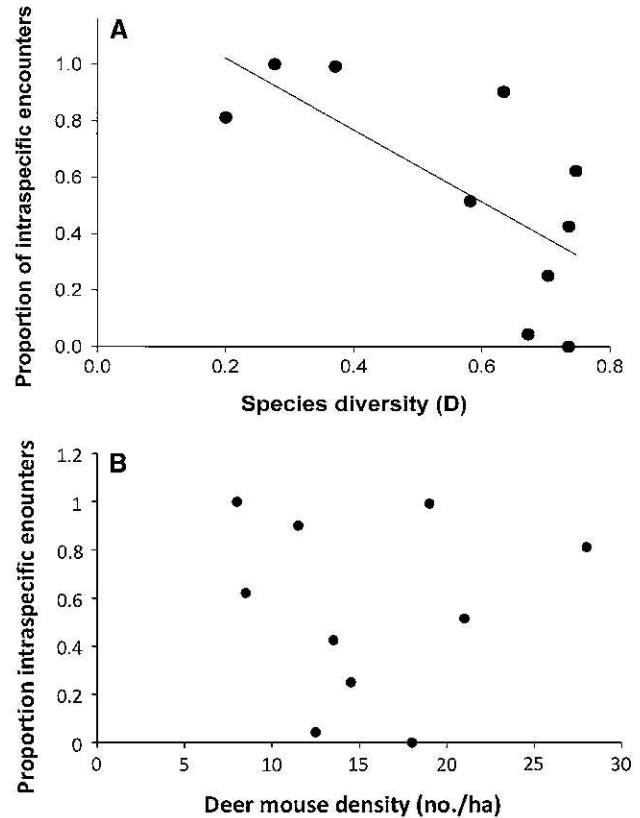 A
Proportion of intraspecific encounters
1.0
0.8
0.6
0.4
0.2
0.0
0.0 0.2 0.4 0.6 0.8
Species diversity (D)
B
Proportion intraspecific enounters
1.2
1
0.8
0.6
0.4
0.2
0
0 5 10 15 20 25 30
Deer mouse density (no./ha)